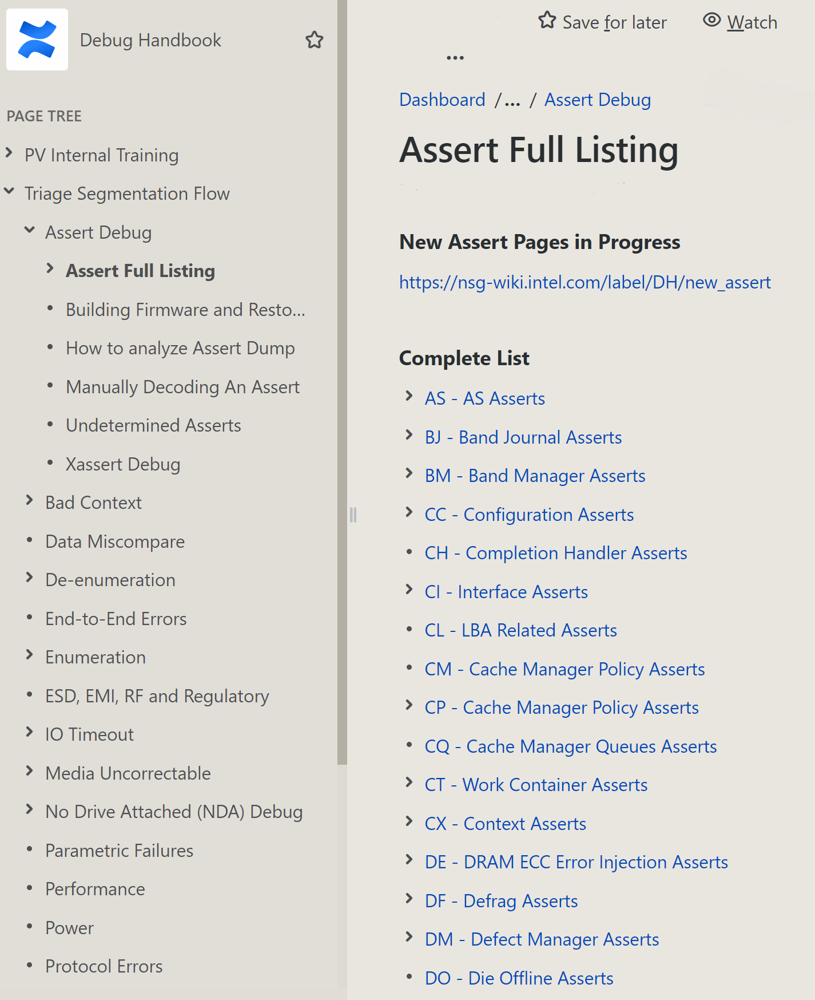 Debug Handbook
PAGE TREE
PV Internal Training
Triage Segmentation Flow
Assert Debug
Assert Full Listing
Building Firmware and Resto...
How to analyze Assert Dump
Manually Decoding An Assert
Undetermined Asserts
Xassert Debug
Bad Context
Data Miscompare
De-enumeration
End-to-End Errors
Enumeration
ESD, EMI, RF and Regulatory
IO Timeout
Media Uncorrectable
No Drive Attached (NDA) Debug
Parametric Failures
Performance
Power
Protocol Errors
Save for later Watch
...
Dashboard /... / Assert Debug
Assert Full Listing
New Assert Pages in Progress
https://nsg-wiki.intel.com/label/DH/new_assert
Complete List
AS - AS Asserts
BJ - Band Journal Asserts
BM - Band Manager Asserts
CC - Configuration Asserts
CH - Completion Handler Asserts
CI - Interface Asserts
CL - LBA Related Asserts
CM - Cache Manager Policy Asserts
CP - Cache Manager Policy Asserts
CQ - Cache Manager Queues Asserts
CT - Work Container Asserts
CX - Context Asserts
DE - DRAM ECC Error Injection Asserts
DF - Defrag Asserts
DM - Defect Manager Asserts
DO - Die Offline Asserts